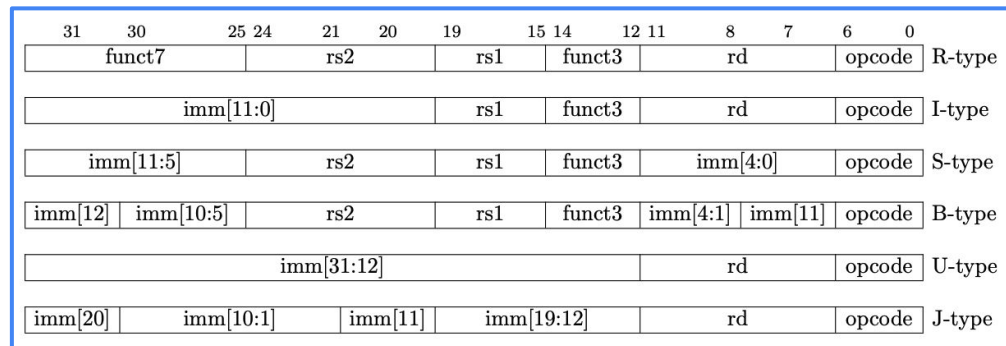 31 30 25 24 21 20 19 15 14 12 11 8 7 6 0
funct7 rs2 rs1 funct3 rd opcode R-type
imm[11:0] rs1 funct3 rd opcode I-type
imm[11:5] rs2 rs1 funct3 imm[4:0] opcode S-type
imm[12] imm[10:5] rs2 rs1 funct3 imm[4:1] imm[11] opcode B-type
imm[31:12] rd opcode U-type
imm[20] imm[10:1] imm[11] imm[19:12] rd opcode J-type